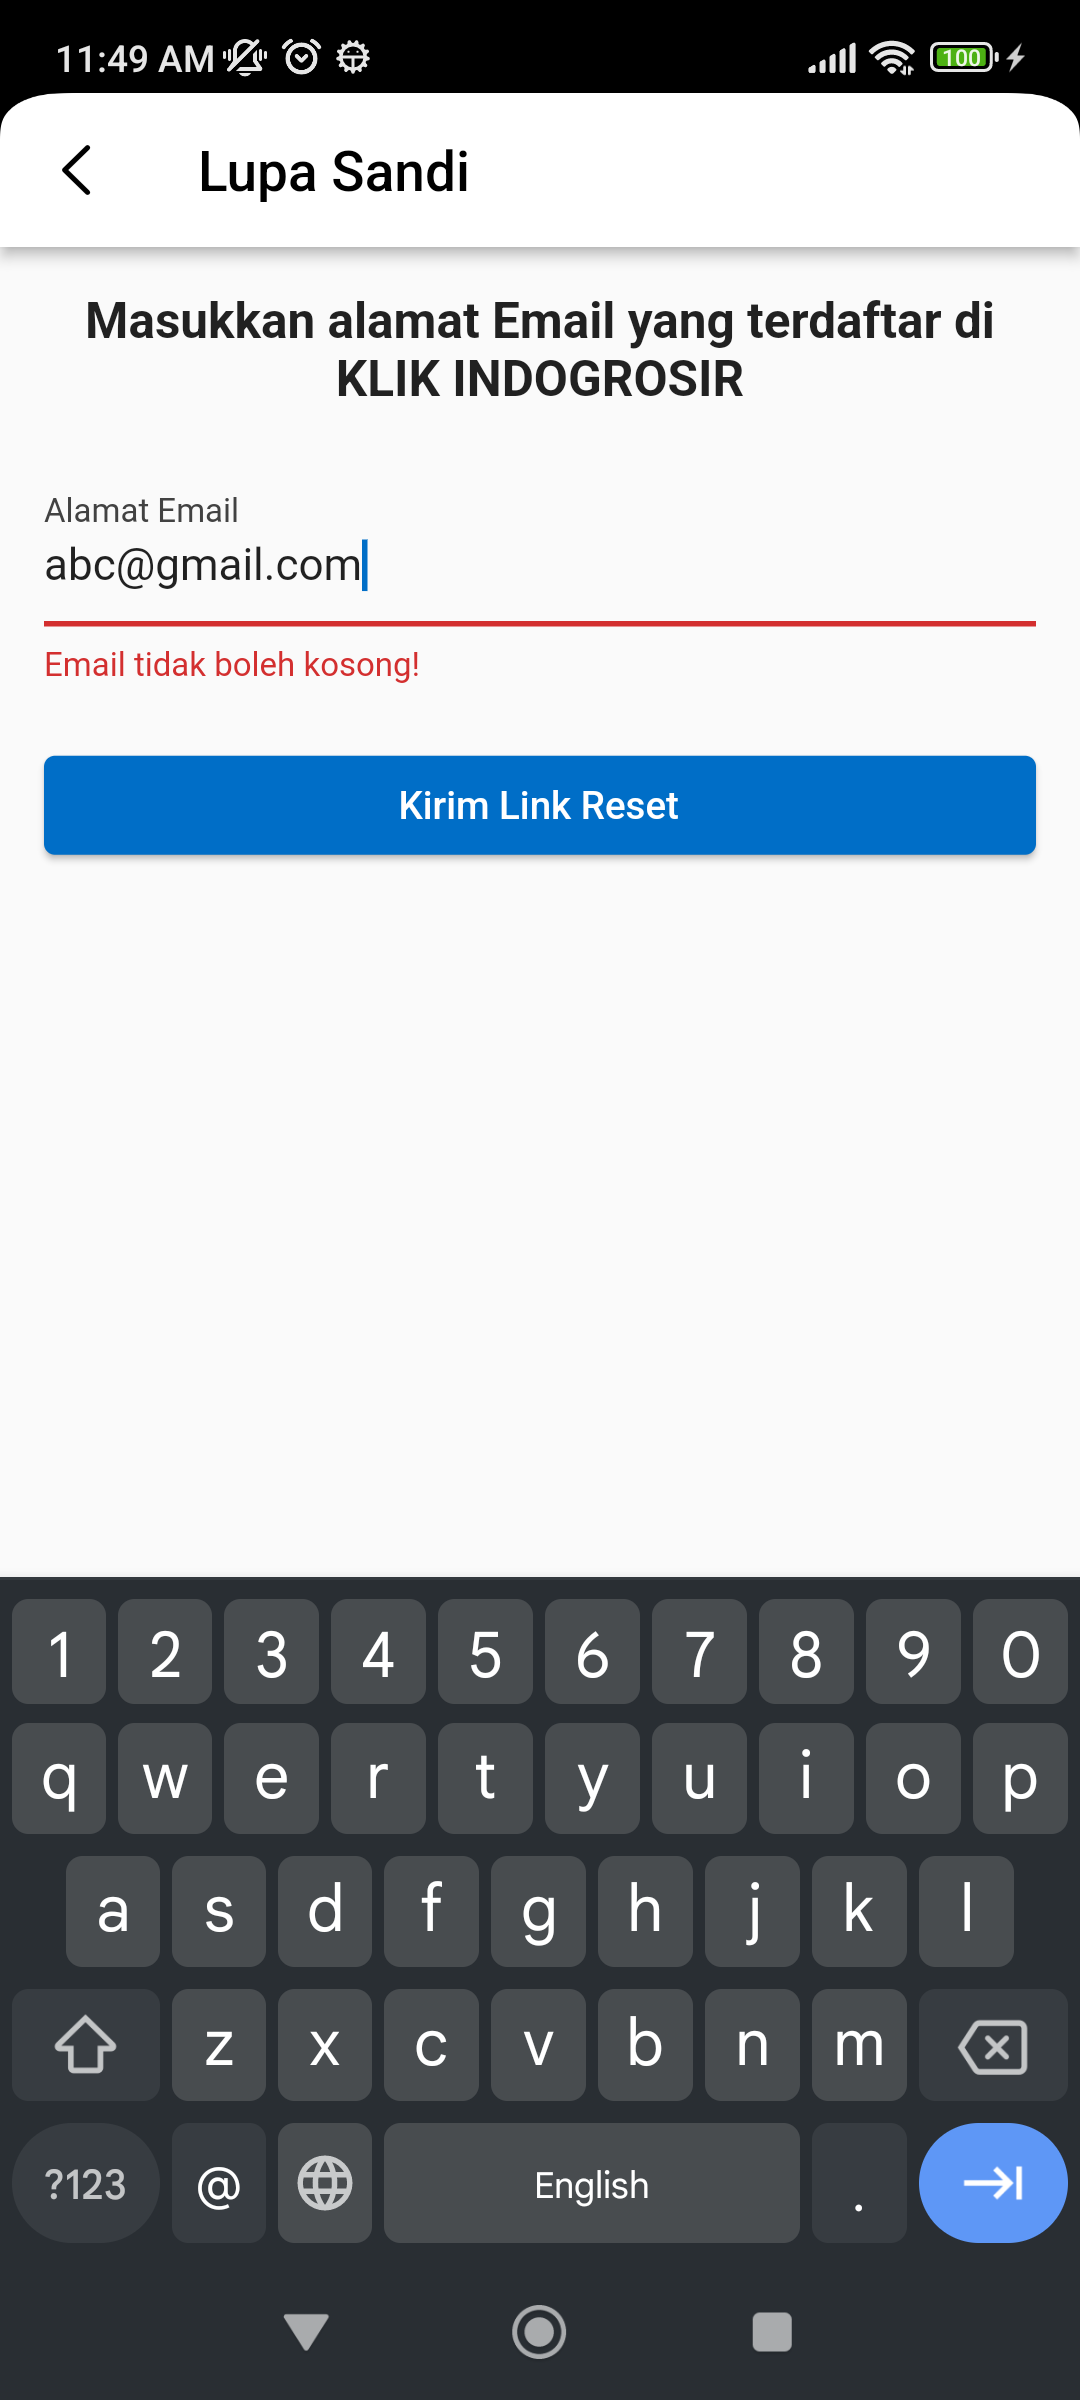 11:49 AM
100
Lupa Sandi
Masukkan alamat Email yang terdaftar di
KLIK INDOGROSIR
Alamat Email
abc@gmail.com
Email tidak boleh kosong!
Kirim Link Reset
1 2 3 4 5 6 7 8 9 0
q w e r t y u i o p
a s d f g h j k l
z x c v b n m
?123 @ English .